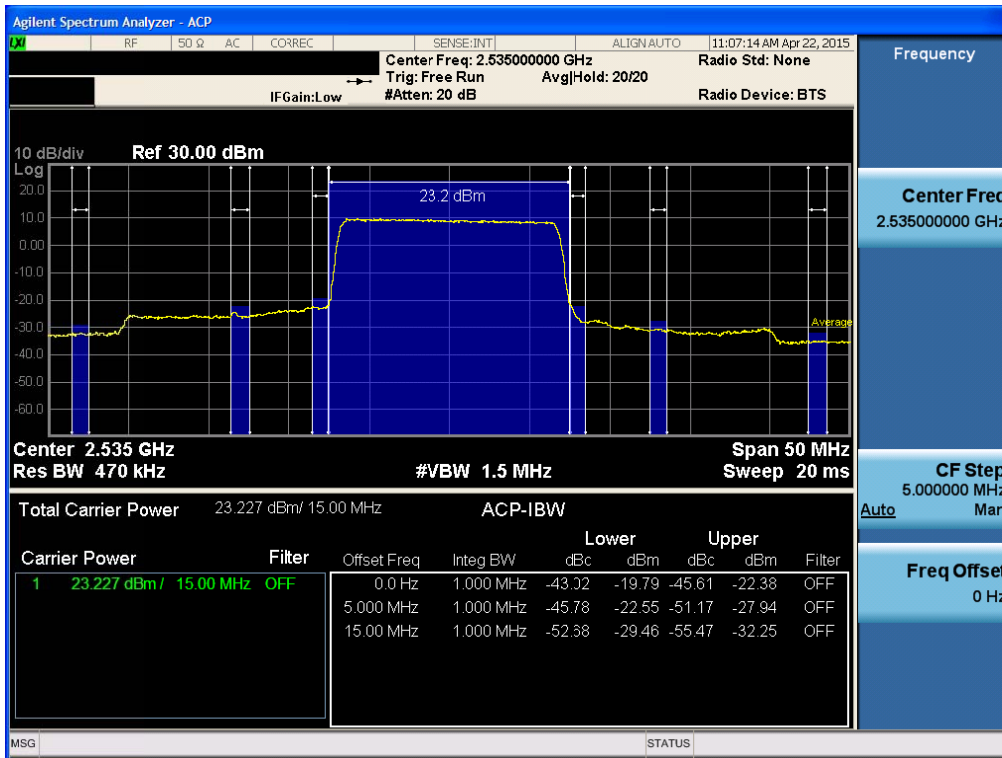 Agilent Spectrum Analyzer - ACP
LXI RF 50 Ω AC CORREC SENSE:INT ALIGN AUTO 11:07:14 AM Apr 22, 2015
Center Freq: 2.535000000 GHz Radio Std: None
Trig: Free Run Avg|Hold: 20/20
IFGain:Low #Atten: 20 dB Radio Device: BTS
10 dB/div Ref 30.00 dBm
Log
20.0
10.0
0.00
-10.0
-20.0
-30.0
-40.0
-50.0
-60.0
23.2 dBm
Average
Center 2.535 GHz Span 50 MHz
Res BW 470 kHz #VBW 1.5 MHz Sweep 20 ms
Total Carrier Power 23.227 dBm/ 15.00 MHz ACP-IBW
Lower Upper
Carrier Power Filter Offset Freq Integ BW dBc dBm dBc dBm Filter
1 23.227 dBm / 15.00 MHz OFF 0.0 Hz 1.000 MHz -43.02 -19.79 -45.61 -22.38 OFF
5.000 MHz 1.000 MHz -45.78 -22.55 -51.17 -27.94 OFF
15.00 MHz 1.000 MHz -52.68 -29.46 -55.47 -32.25 OFF
MSG STATUS
Frequency
Center Freq
2.535000000 GHz
CF Step
5.000000 MHz
Auto Man
Freq Offset
0 Hz